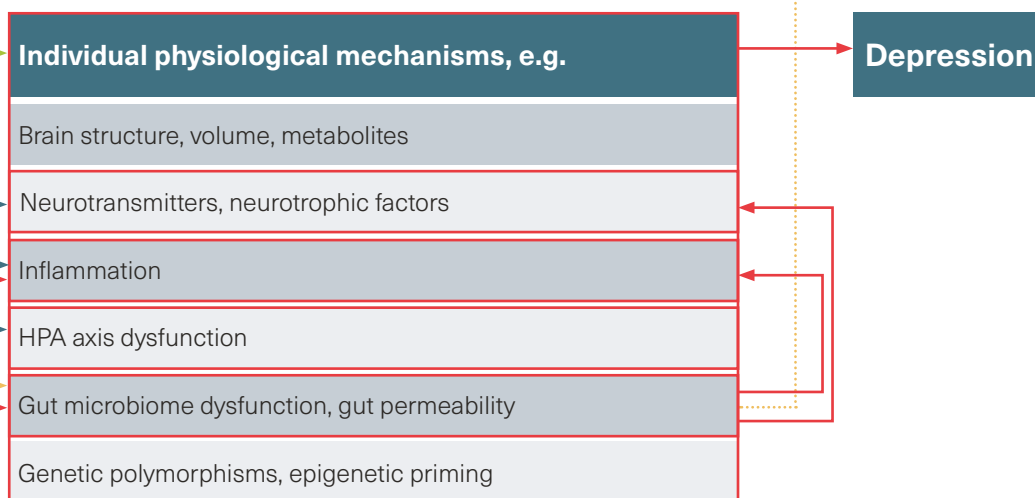 Individual physiological mechanisms, e.g.
Depression
Brain structure, volume, metabolites
Neurotransmitters, neurotrophic factors
Inflammation
HPA axis dysfunction
Gut microbiome dysfunction, gut permeability
Genetic polymorphisms, epigenetic priming